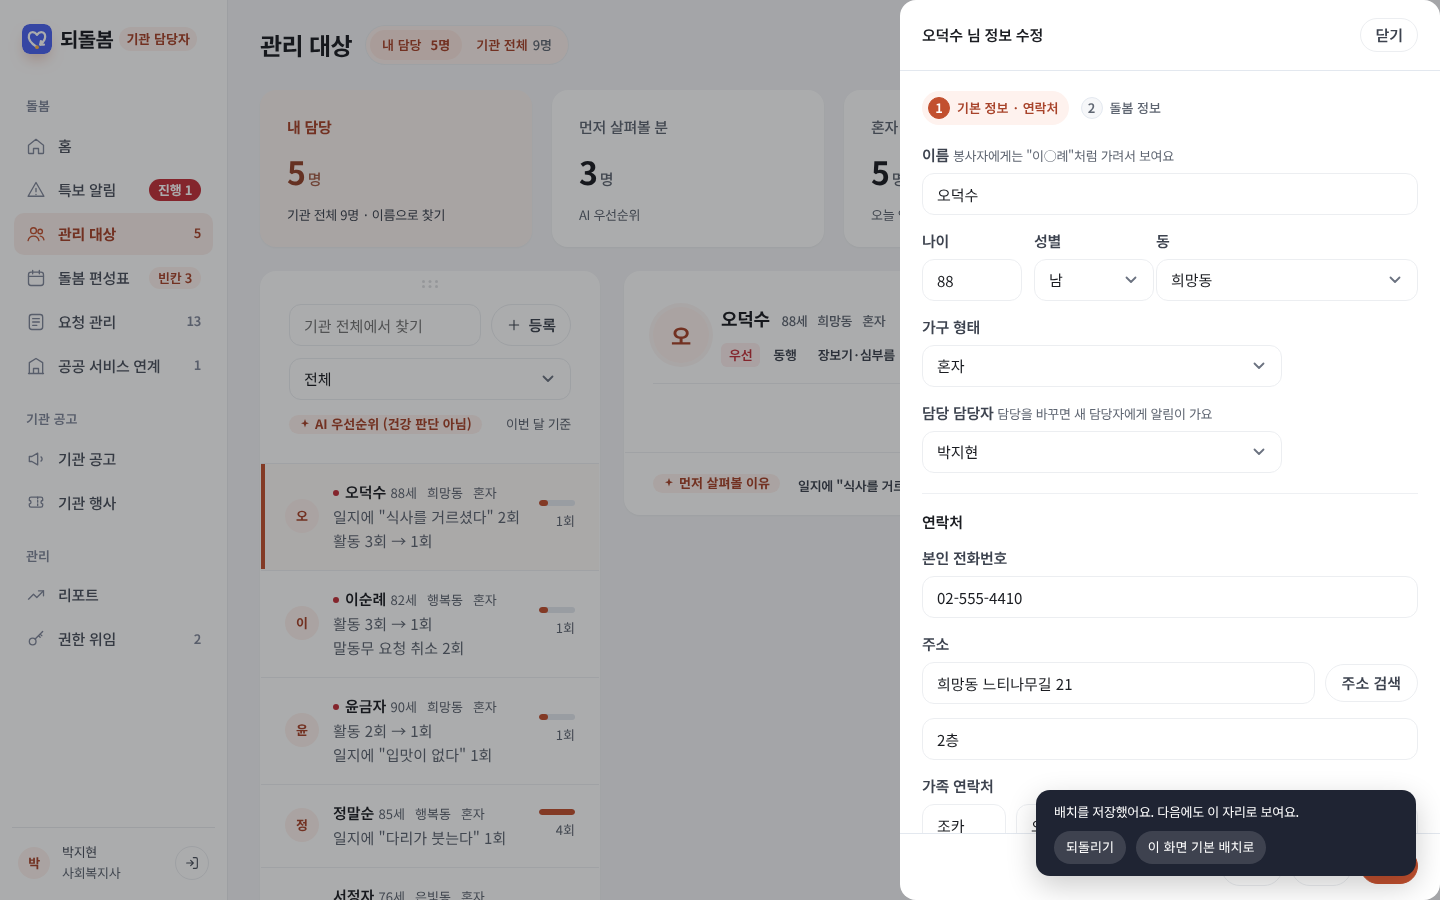 되돌봄 기관 담당자
돌봄
홈
특보 알림 진행 1
관리 대상 5
돌봄 편성표 빈칸 3
요청 관리 13
공공 서비스 연계 1
기관 공고
기관 공고
기관 행사
관리
리포트
권한 위임 2
박 박지현
사회복지사
관리 대상 내 담당 5명 기관 전체 9명
내 담당
5명
기관 전체 9명 · 이름으로 찾기
먼저 살펴볼 분
3명
AI 우선순위
혼자
5명
오늘
기관 전체에서 찾기
+ 등록
전체
AI 우선순위 (건강 판단 아님) 이번 달 기준
오 오덕수 88세 희망동 혼자
일지에 "식사를 거르셨다" 2회
활동 3회 → 1회
1회
이 이순례 82세 행복동 혼자
활동 3회 → 1회
말동무 요청 취소 2회
1회
윤 윤금자 90세 희망동 혼자
활동 2회 → 1회
일지에 "입맛이 없다" 1회
1회
정 정말순 85세 행복동 혼자
일지에 "다리가 붓는다" 1회
4회
서정자 76세 은빛동 혼자
오 오덕수 88세 희망동 혼자
우선 동행 장보기·심부름
먼저 살펴볼 이유 일지에 "식사를 거르
오덕수 님 정보 수정 닫기
1 기본 정보 · 연락처 2 돌봄 정보
이름 봉사자에게는 "이○례"처럼 가려서 보여요
오덕수
나이 성별 동
88 남 희망동
가구 형태
혼자
담당 담당자 담당을 바꾸면 새 담당자에게 알림이 가요
박지현
연락처
본인 전화번호
02-555-4410
주소
희망동 느티나무길 21 주소 검색
2층
가족 연락처
조카
배치를 저장했어요. 다음에도 이 자리로 보여요.
되돌리기 이 화면 기본 배치로